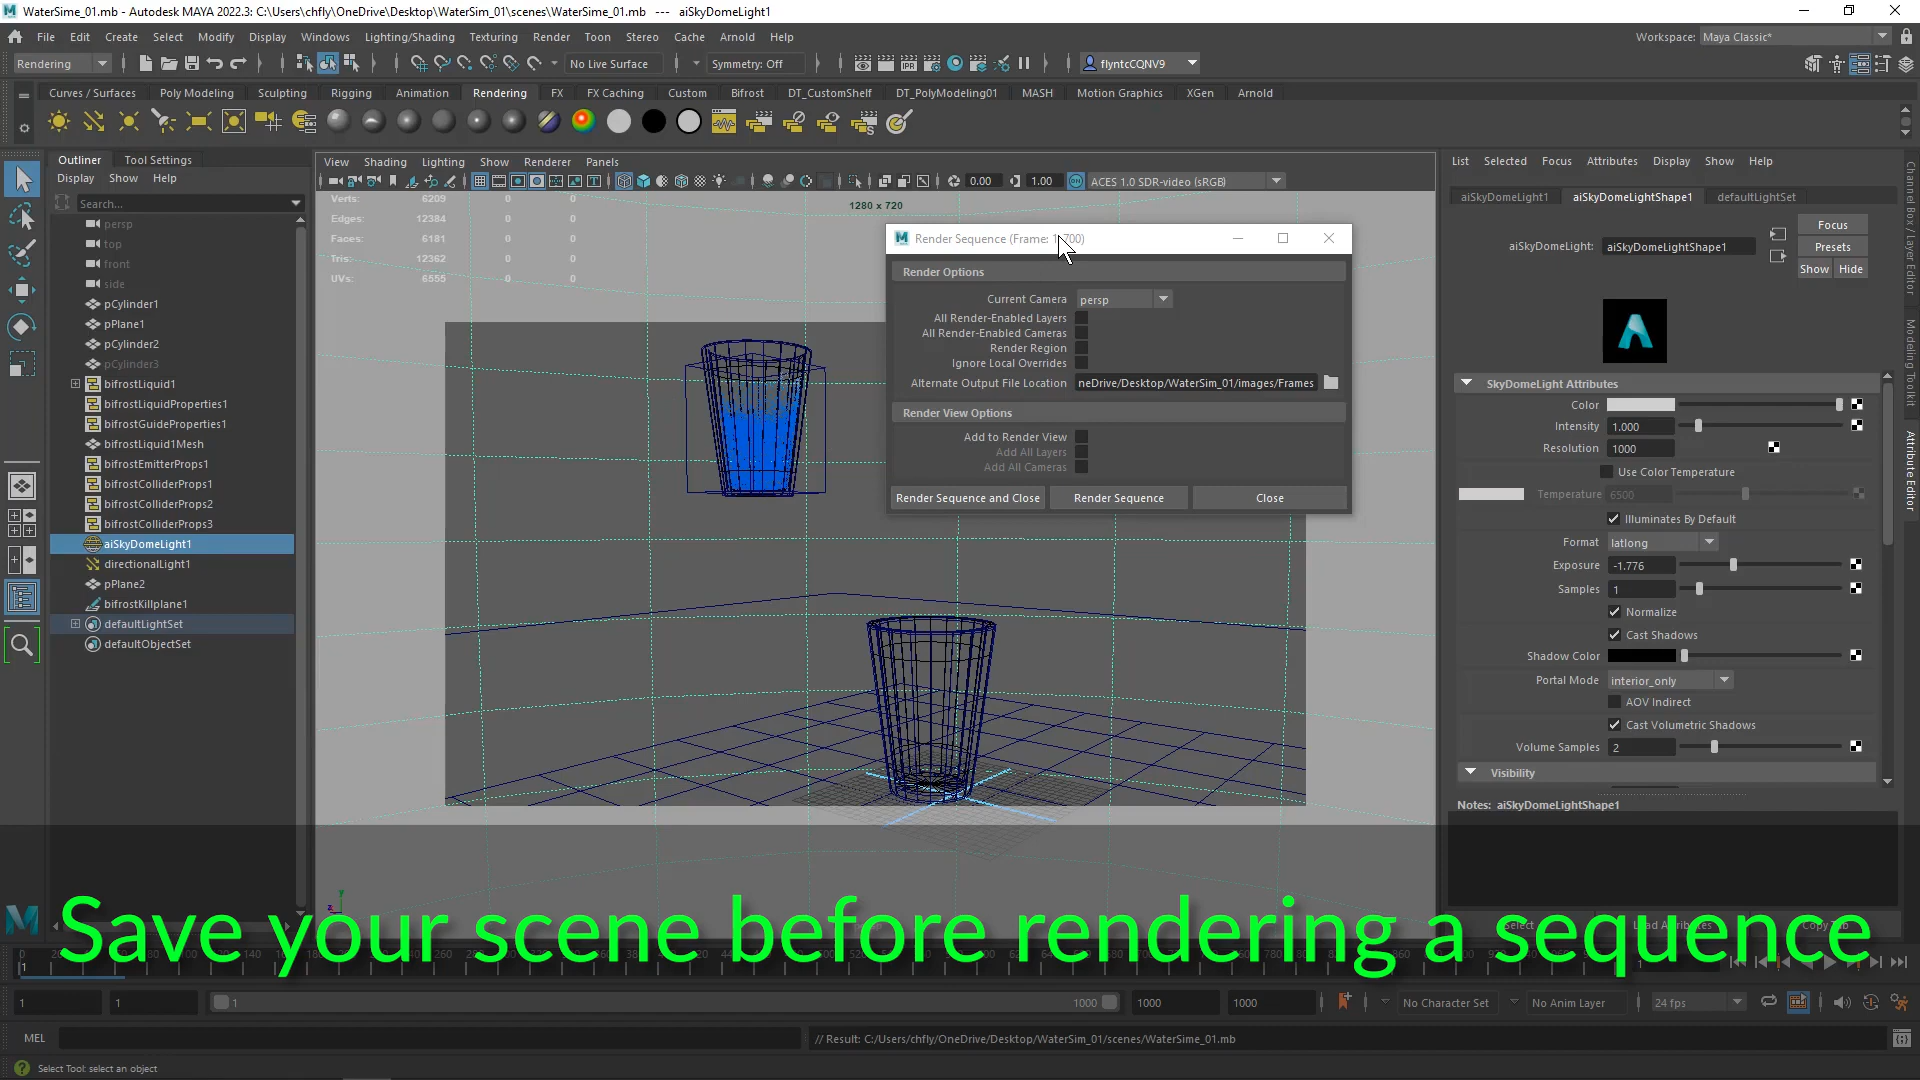 WaterSime_01.mb - Autodesk MAYA 2022.3: C:\Users\chfly\OneDrive\Desktop\WaterSim_01\scenes\WaterSime_01.mb --- aiSkyDomeLight1
File Edit Create Select Modify Display Windows Lighting/Shading Texturing Render Toon Stereo Cache Arnold Help
Workspace: Maya Classic*
Rendering
No Live Surface
Symmetry: Off
flyntcCQNV9
Curves / Surfaces Poly Modeling Sculpting Rigging Animation Rendering FX FX Caching Custom Bifrost DT_CustomShelf DT_PolyModeling01 MASH Motion Graphics XGen Arnold
Outliner Tool Settings
Display Show Help
Search...
persp
top
front
side
pCylinder1
pPlane1
pCylinder2
pCylinder3
bifrostLiquid1
bifrostLiquidProperties1
bifrostGuideProperties1
bifrostLiquid1Mesh
bifrostEmitterProps1
bifrostColliderProps1
bifrostColliderProps2
bifrostColliderProps3
aiSkyDomeLight1
directionalLight1
pPlane2
bifrostKillplane1
defaultLightSet
defaultObjectSet
View Shading Lighting Show Renderer Panels
0.00 1.00 ACES 1.0 SDR-video (sRGB)
Verts: 6209 0 0
Edges: 12384 0 0
Faces: 6181 0 0
Tris: 12362 0 0
UVs: 6555 0 0
1280 x 720
Render Sequence (Frame: 700)
Render Options
Current Camera persp
All Render-Enabled Layers
All Render-Enabled Cameras
Render Region
Ignore Local Overrides
Alternate Output File Location neDrive/Desktop/WaterSim_01/images/Frames
Render View Options
Add to Render View
Add All Layers
Add All Cameras
Render Sequence and Close Render Sequence Close
List Selected Focus Attributes Display Show Help
aiSkyDomeLight1 aiSkyDomeLightShape1 defaultLightSet
aiSkyDomeLight: aiSkyDomeLightShape1
Focus
Presets
Show Hide
SkyDomeLight Attributes
Color
Intensity 1.000
Resolution 1000
Use Color Temperature
Temperature 6500
Illuminates By Default
Format latlong
Exposure -1.776
Samples 1
Normalize
Cast Shadows
Shadow Color
Portal Mode interior_only
AOV Indirect
Cast Volumetric Shadows
Volume Samples 2
Visibility
Notes: aiSkyDomeLightShape1
Channel Box / Layer Editor
Modeling Toolkit
Attribute Editor
Save your scene before rendering a sequence
1 1 1 1000 1000 1000 No Character Set No Anim Layer 24 fps
MEL // Result: C:/Users/chfly/OneDrive/Desktop/WaterSim_01/scenes/WaterSime_01.mb
Select Tool: select an object